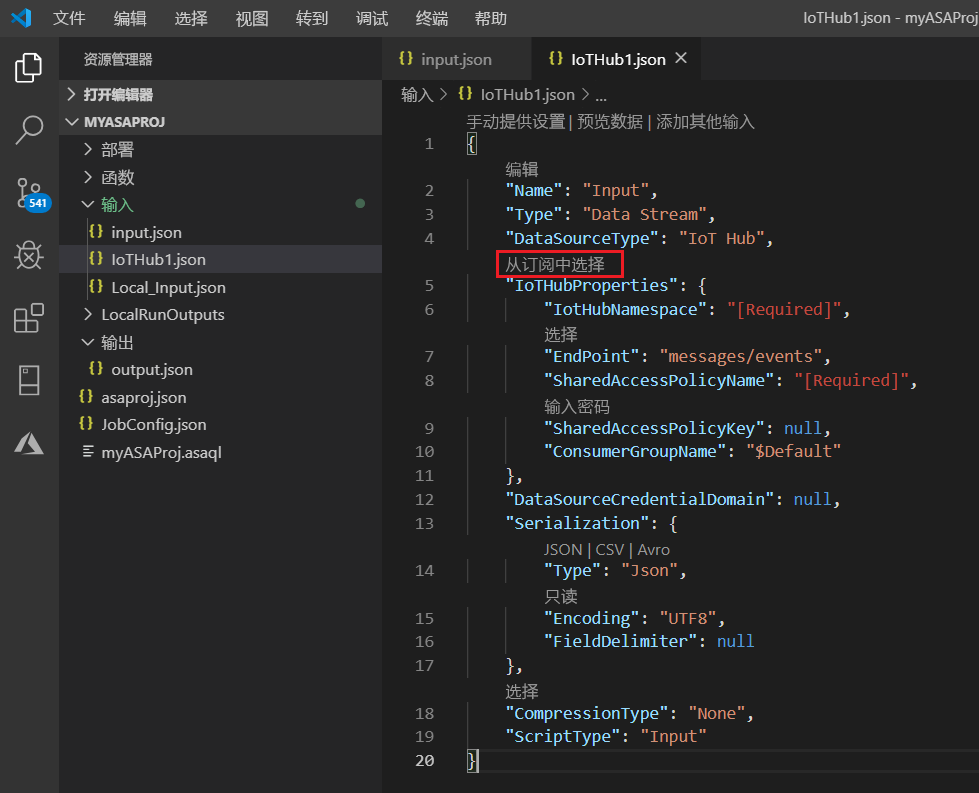 文件 编辑 选择 视图 转到 调试 终端 帮助 IoTHub1.json - myASAProj
资源管理器
打开编辑器
MYASAPROJ
部署
函数
输入
input.json
IoTHub1.json
Local_Input.json
LocalRunOutputs
输出
output.json
asaproj.json
JobConfig.json
myASAProj.asaql
541
input.json IoTHub1.json
输入 > IoTHub1.json > ...
手动提供设置 | 预览数据 | 添加其他输入
1 {
编辑
2 "Name": "Input",
3 "Type": "Data Stream",
4 "DataSourceType": "IoT Hub",
从订阅中选择
5 "IoTHubProperties": {
6 "IotHubNamespace": "[Required]",
选择
7 "EndPoint": "messages/events",
8 "SharedAccessPolicyName": "[Required]",
输入密码
9 "SharedAccessPolicyKey": null,
10 "ConsumerGroupName": "$Default"
11 },
12 "DataSourceCredentialDomain": null,
13 "Serialization": {
JSON | CSV | Avro
14 "Type": "Json",
只读
15 "Encoding": "UTF8",
16 "FieldDelimiter": null
17 },
选择
18 "CompressionType": "None",
19 "ScriptType": "Input"
20 }